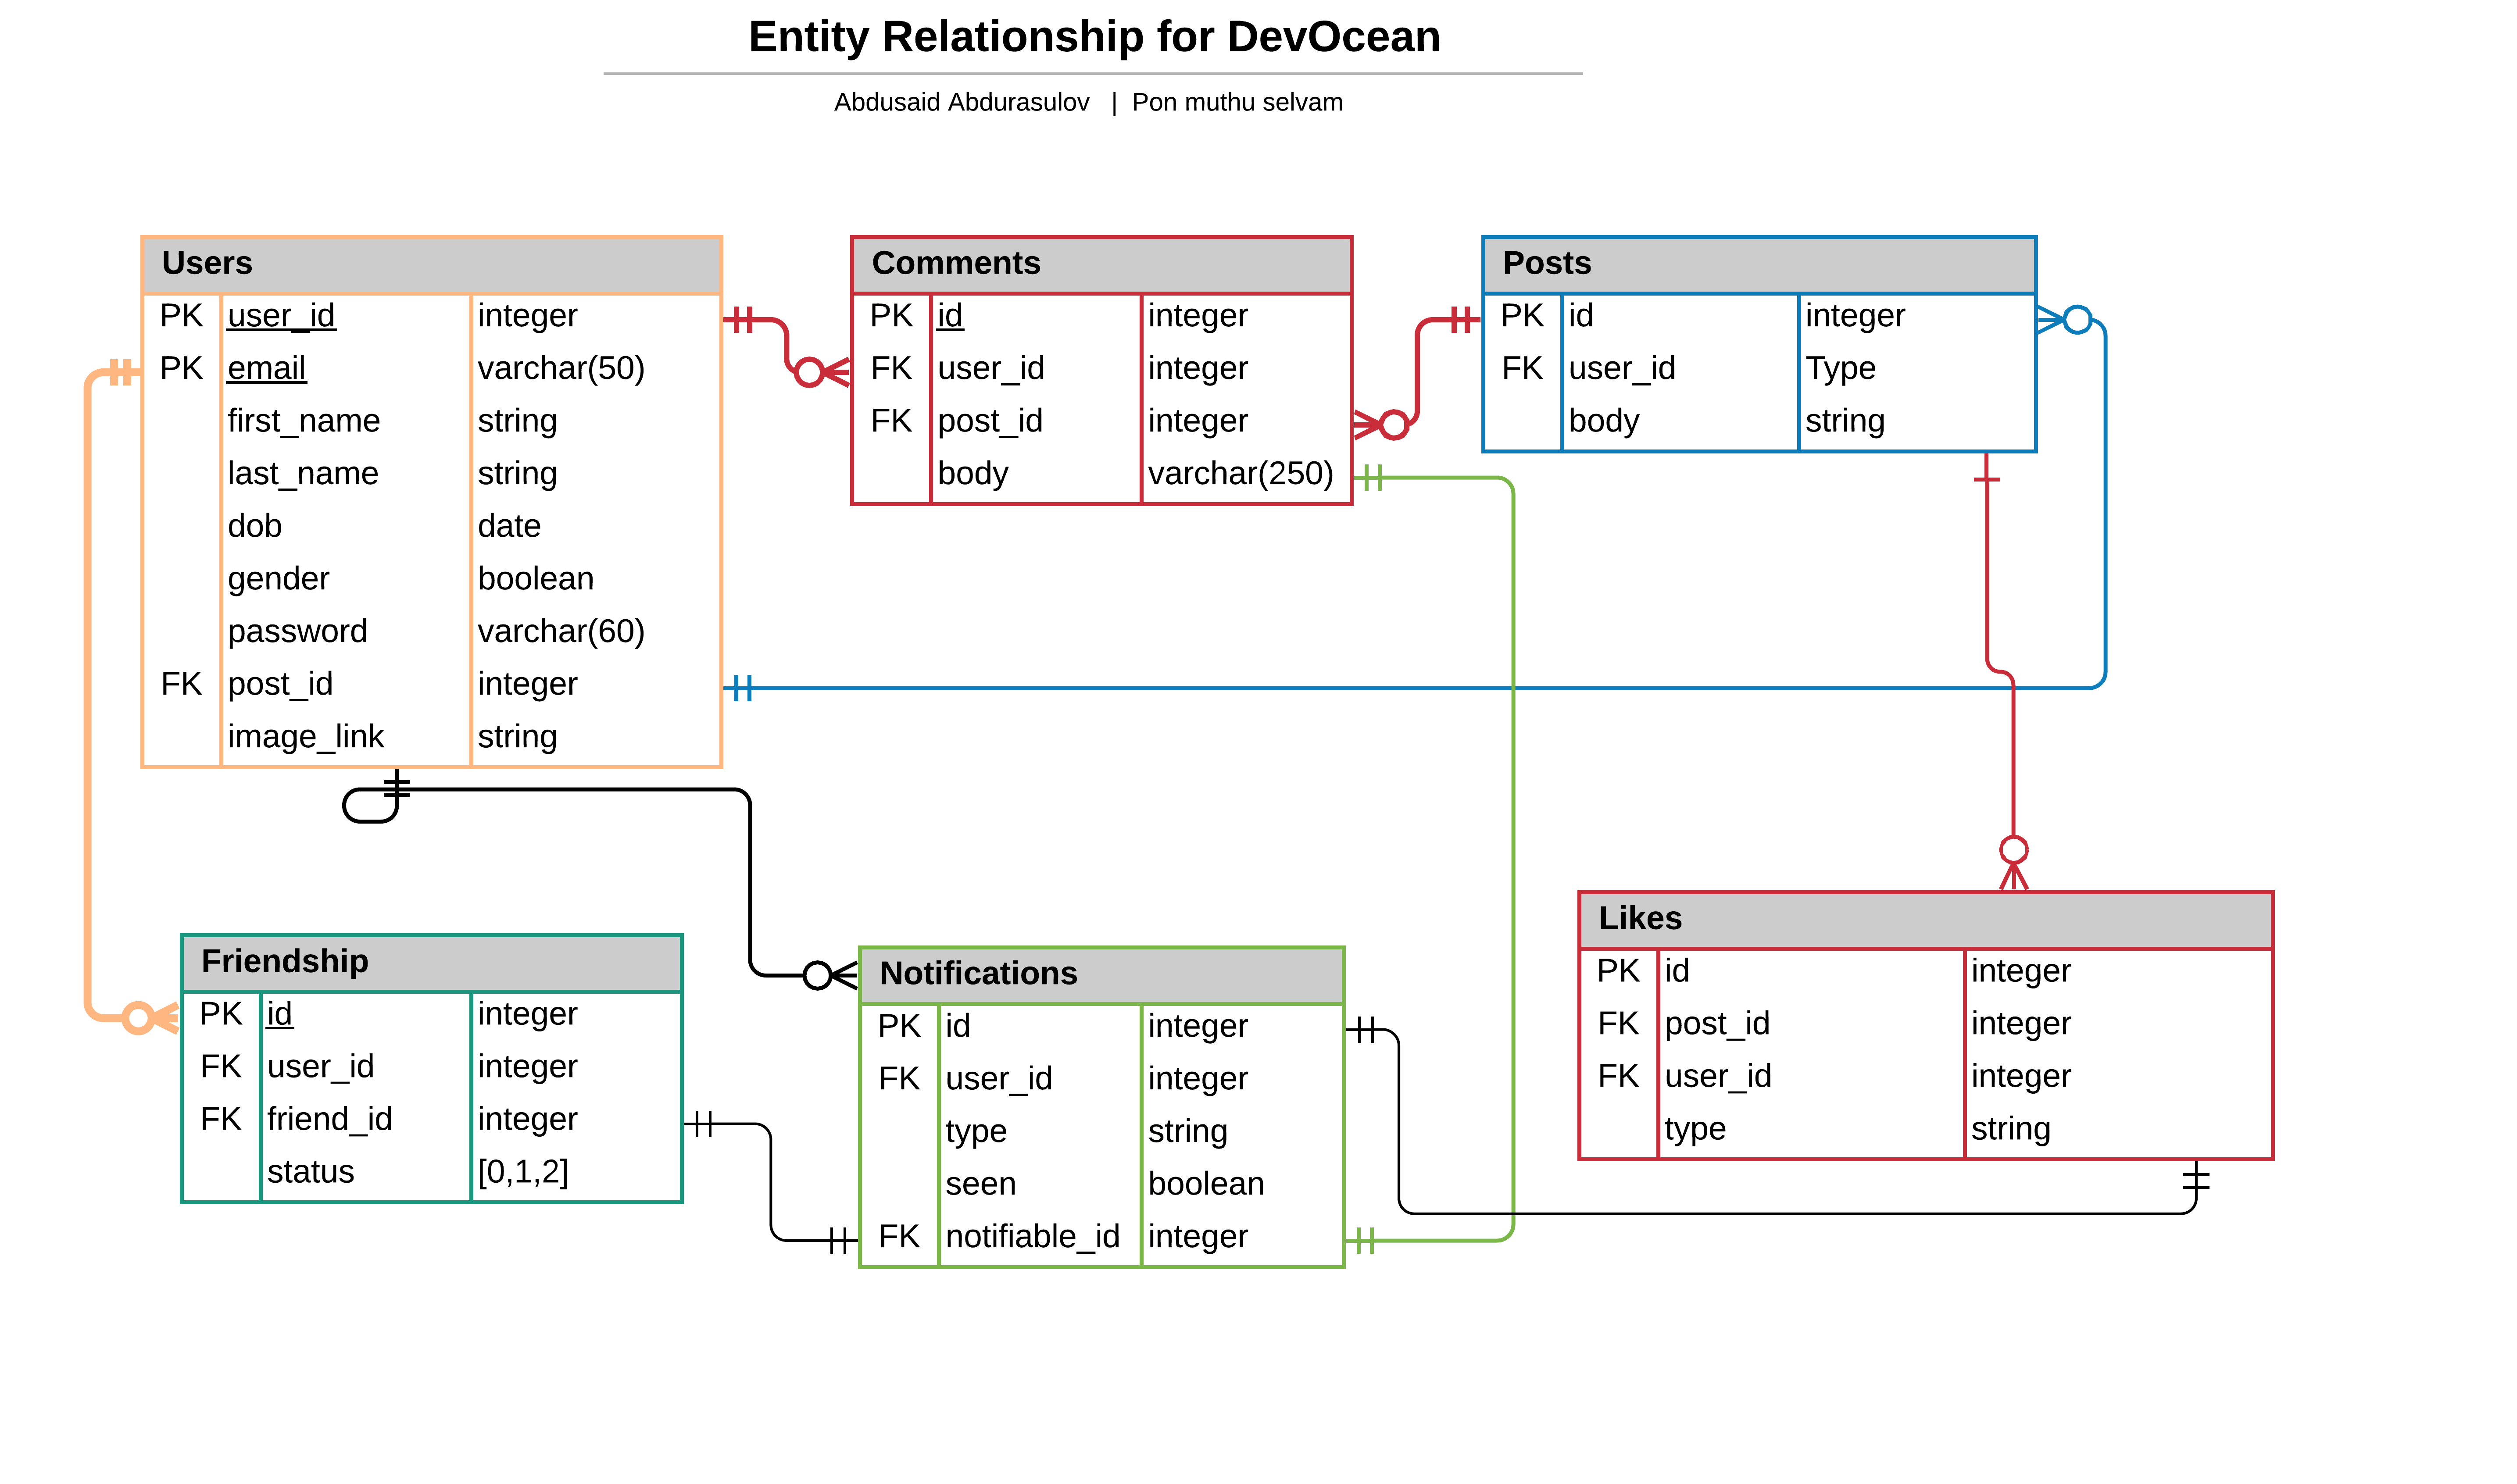 Entity Relationship for DevOcean
Abdusaid Abdurasulov | Pon muthu selvam
Users
PK user_id integer
PK email varchar(50)
first_name string
last_name string
dob date
gender boolean
password varchar(60)
FK post_id integer
image_link string
Comments
PK id integer
FK user_id integer
FK post_id integer
body varchar(250)
Posts
PK id integer
FK user_id Type
body string
Friendship
PK id integer
FK user_id integer
FK friend_id integer
status [0,1,2]
Notifications
PK id integer
FK user_id integer
type string
seen boolean
FK notifiable_id integer
Likes
PK id integer
FK post_id integer
FK user_id integer
type string